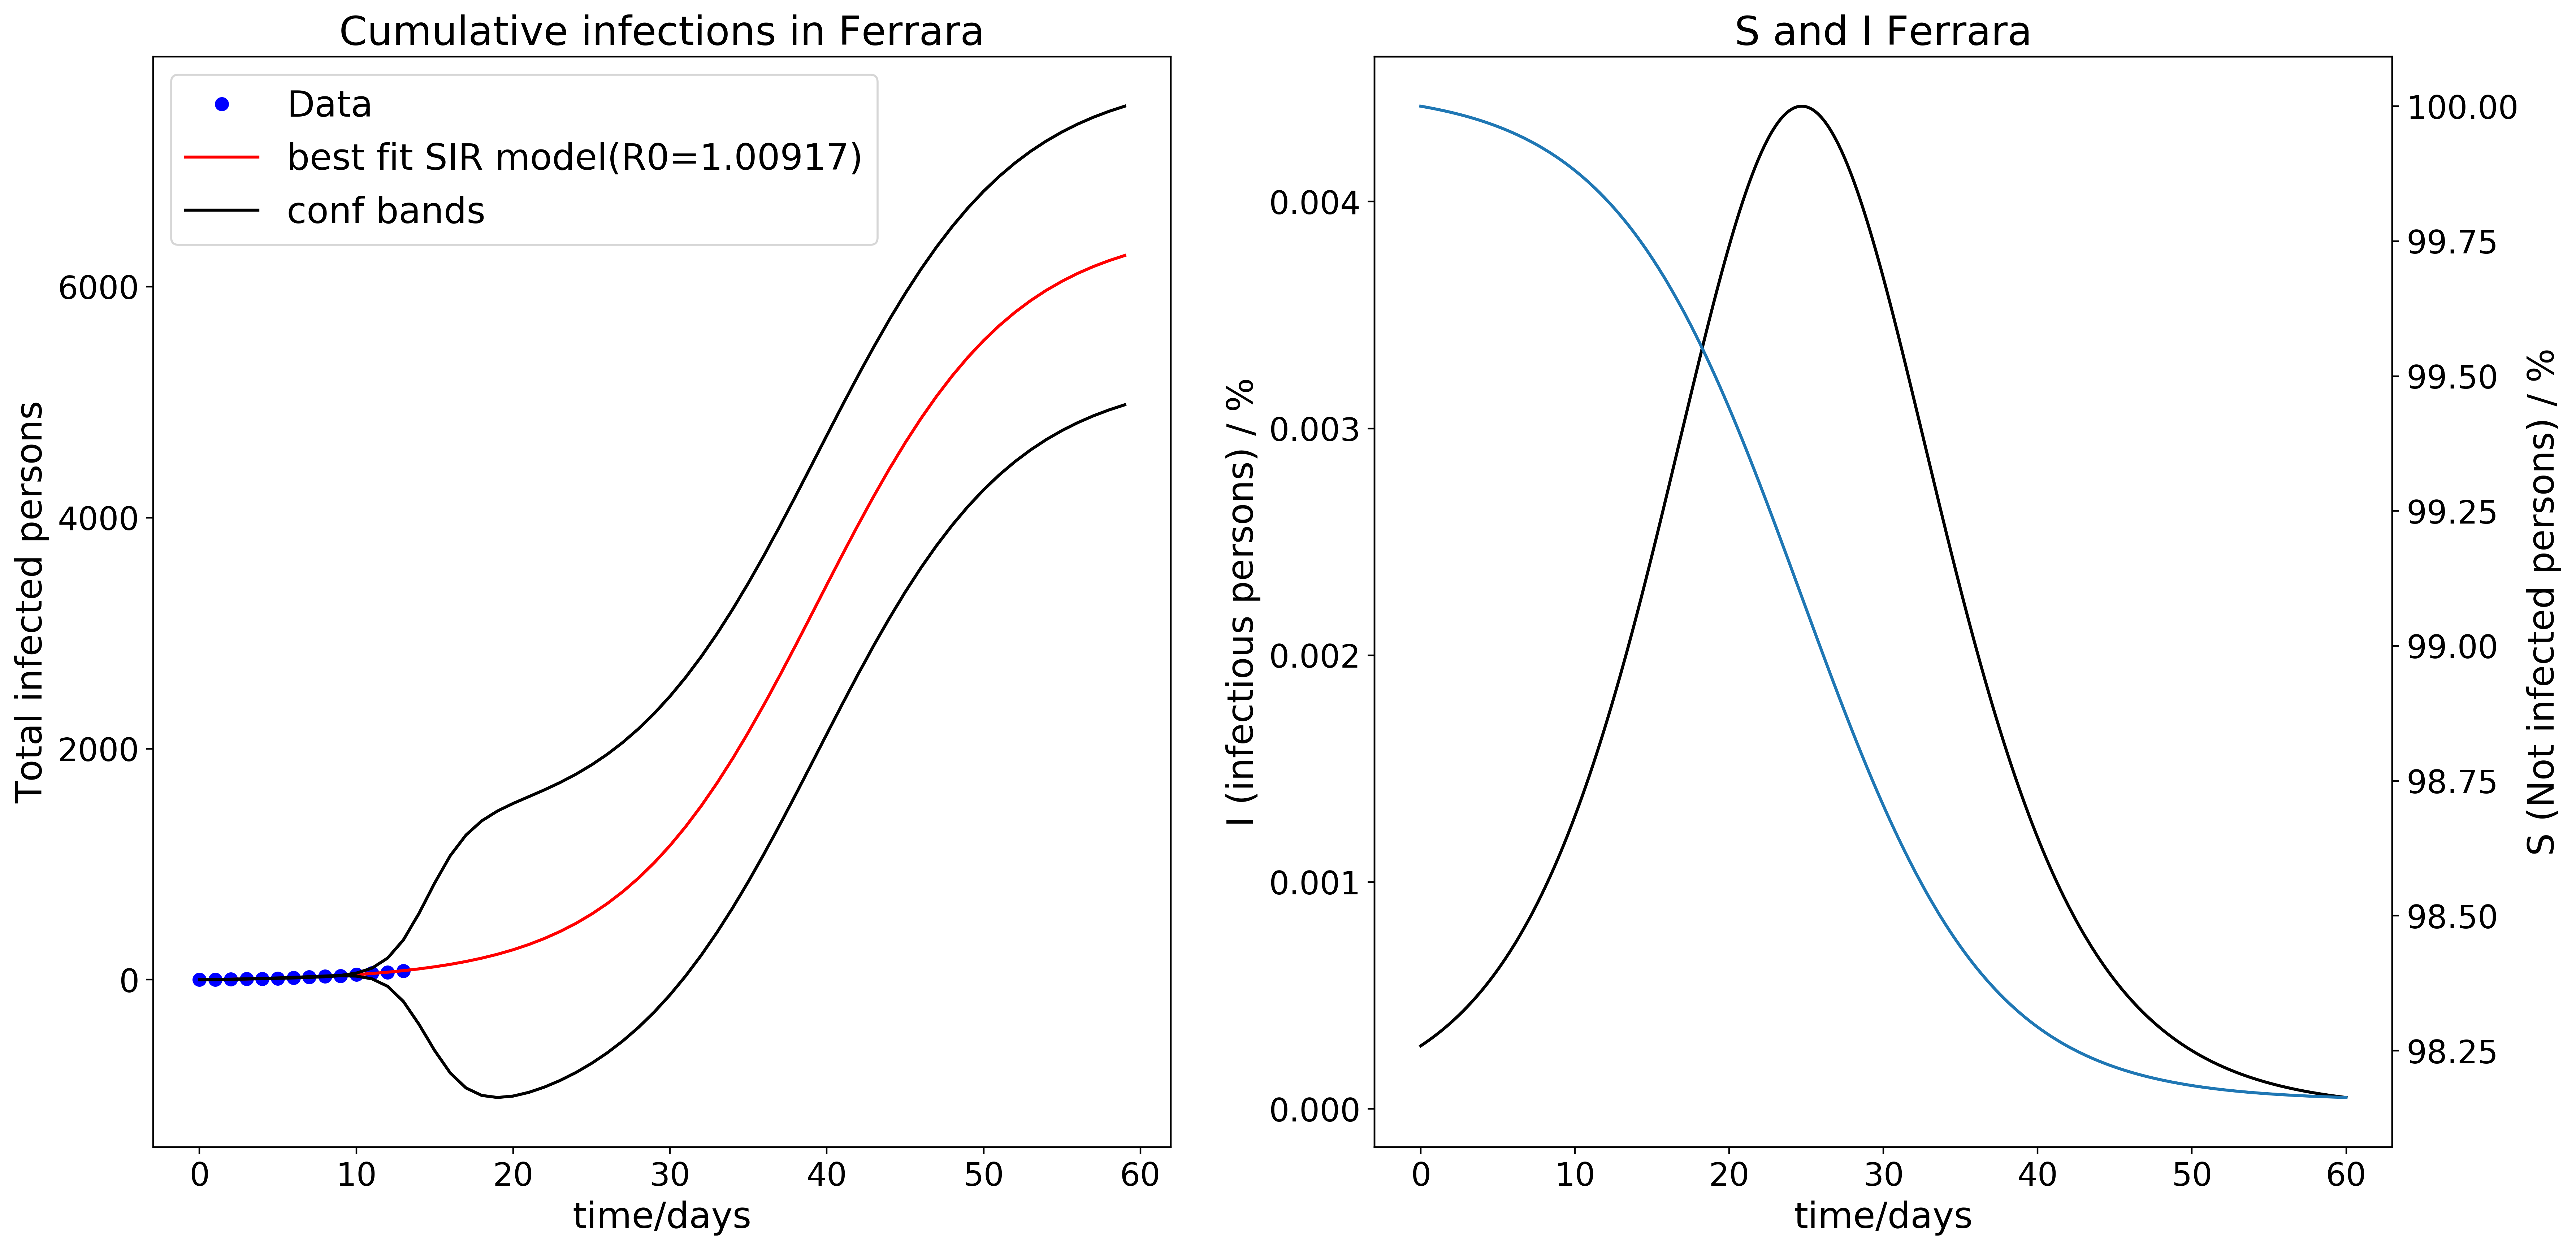 Cumulative infections in Ferrara
Data
best fit SIR model(R0=1.00917)
conf bands
Total infected persons
6000
4000
2000
0
0 10 20 30 40 50 60
time/days
S and I Ferrara
I (infectious persons) / %
0.004
0.003
0.002
0.001
0.000
0 10 20 30 40 50 60
time/days
100.00
99.75
99.50
99.25
99.00
98.75
98.50
98.25
S (Not infected persons) / %